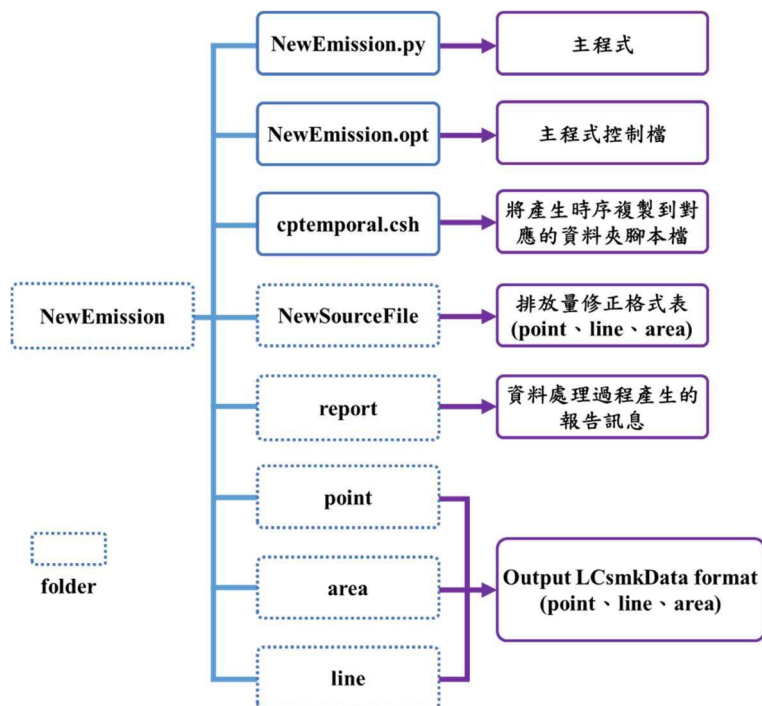 NewEmission.py
主程式
NewEmission.opt
主程式控制檔
cptemporal.csh
將產生時序複製到對
應的資料夾腳本檔
NewEmission
NewSourceFile
排放量修正格式表
(point、line、area)
report
資料處理過程產生的
報告訊息
point
folder
area
Output LCsmkData format
(point、line、area)
line